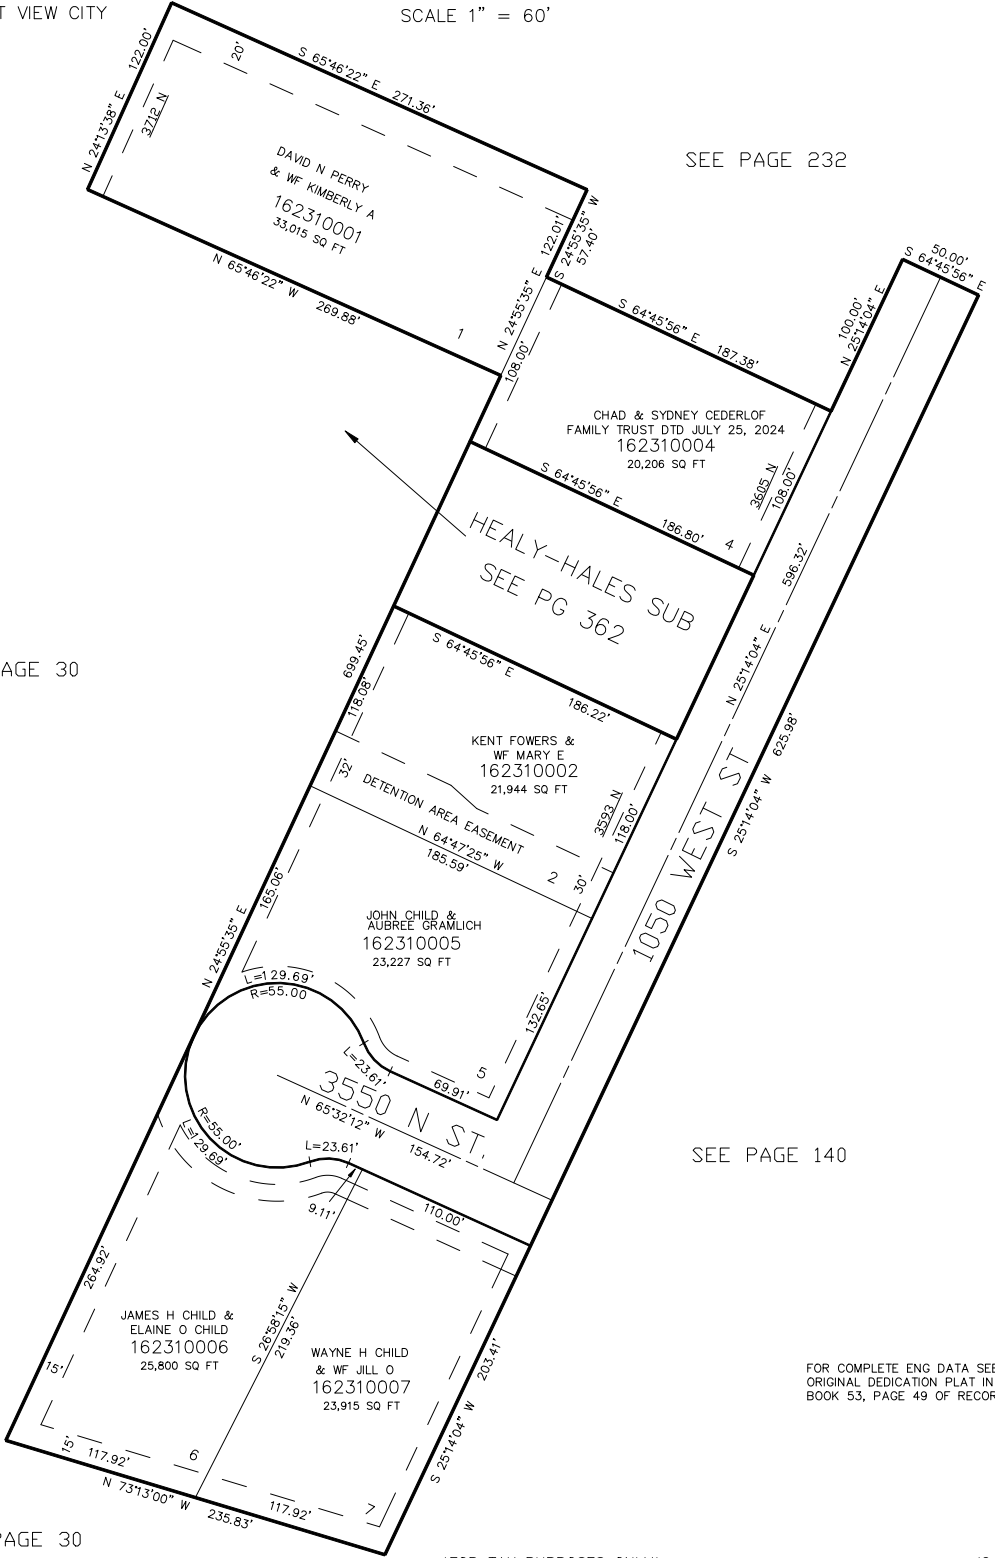 T VIEW CITY
SCALE 1" = 60'
SEE PAGE 232
122.00'
N 24°13'38" E
3712 N
20'
S 65°46'22" E 271.36'
DAVID N PERRY
& WF KIMBERLY A
162310001
33,015 SQ FT
N 65°46'22" W 269.88'
1
N 24°55'35" E 122.01'
S 24°55'35" W
57.40'
108.00'
S 64°45'56" E 187.38'
50.00'
S 64°45'56" E
100.00'
N 25°14'04" E
CHAD & SYDNEY CEDERLOF
FAMILY TRUST DTD JULY 25, 2024
162310004
20,206 SQ FT
3605 N
108.00'
S 64°45'56" E 186.80'
4
HEALY-HALES SUB
SEE PG 362
596.32'
N 25°14'04" E
AGE 30
699.45'
118.08'
S 64°45'56" E 186.22'
KENT FOWERS &
WF MARY E
162310002
21,944 SQ FT
3593 N
118.00'
32'
DETENTION AREA EASEMENT
N 64°47'25" W
185.59'
2
30'
1050 WEST ST
S 25°14'04" W 625.98'
165.06'
N 24°55'35" E
JOHN CHILD &
AUBREE GRAMLICH
162310005
23,227 SQ FT
L=129.69'
R=55.00
132.65'
5
L=23.61'
69.91'
3550 N ST.
N 65°32'12" W 154.72'
R=55.00'
L=129.69'
L=23.61'
9.11'
110.00'
SEE PAGE 140
264.92'
S 26°58'15" W
219.36'
JAMES H CHILD &
ELAINE O CHILD
162310006
25,800 SQ FT
WAYNE H CHILD
& WF JILL O
162310007
23,915 SQ FT
203.41'
S 25°14'04" W
15'
15'
117.92'
6
N 73°13'00" W 235.83'
117.92'
7
FOR COMPLETE ENG DATA SEE
ORIGINAL DEDICATION PLAT IN
BOOK 53, PAGE 49 OF RECOR
PAGE 30